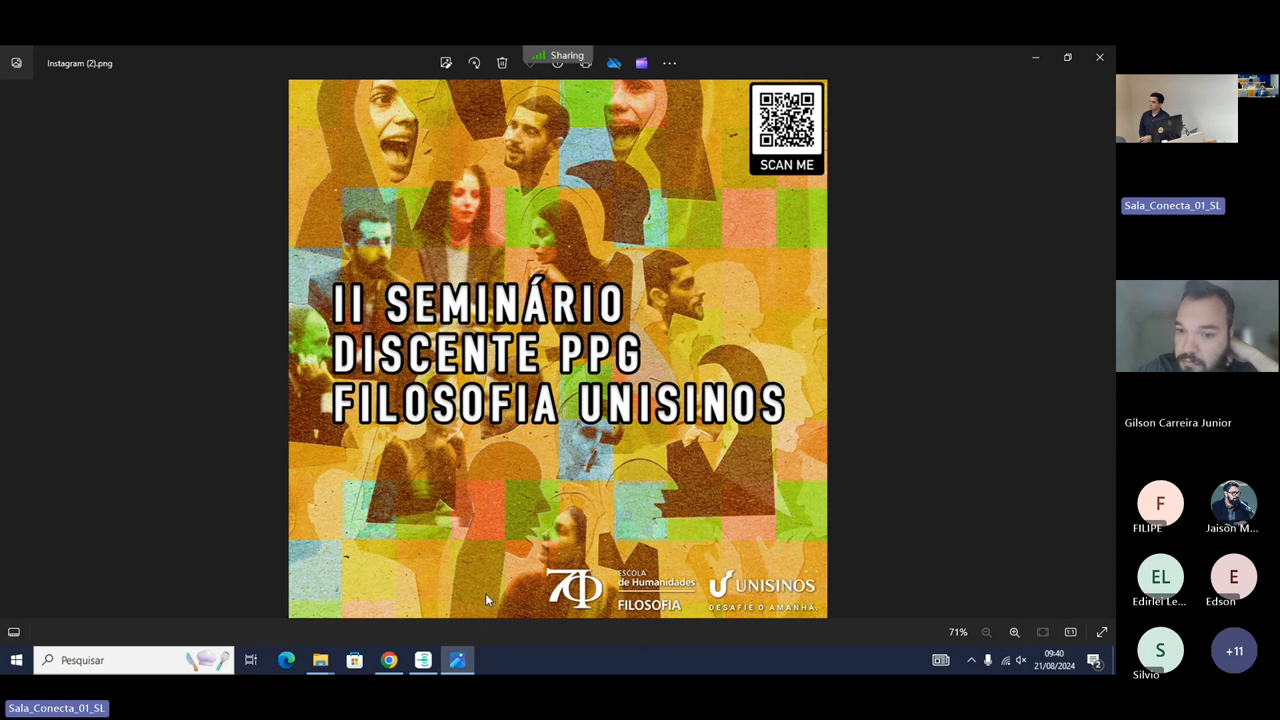 Instagram (2).png
Sharing
SCAN ME
II SEMINÁRIO
DISCENTE PPG
FILOSOFIA UNISINOS
ESCOLA
de Humanidades
FILOSOFIA
UNISINOS
DESAFIE O AMANHÃ.
71%
Pesquisar
09:40
21/08/2024
2
Sala_Conecta_01_SL
Sala_Conecta_01_SL
Gilson Carreira Junior
F
FILIPE
Jaison M...
EL
Edirlei Le...
E
Edson
S
Silvio
+11